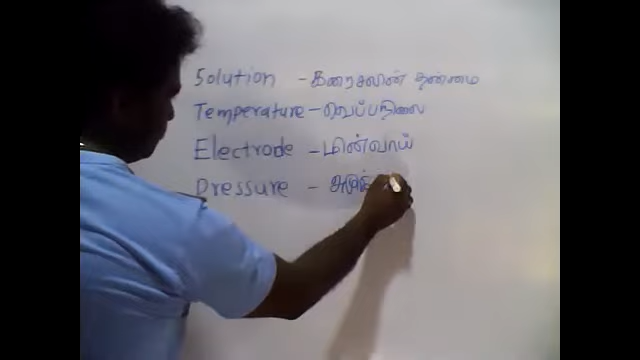 Solution - கரைசலின் தன்மை
Temperature - வெப்பநிலை
Electrode - மின்வாய்
Pressure -